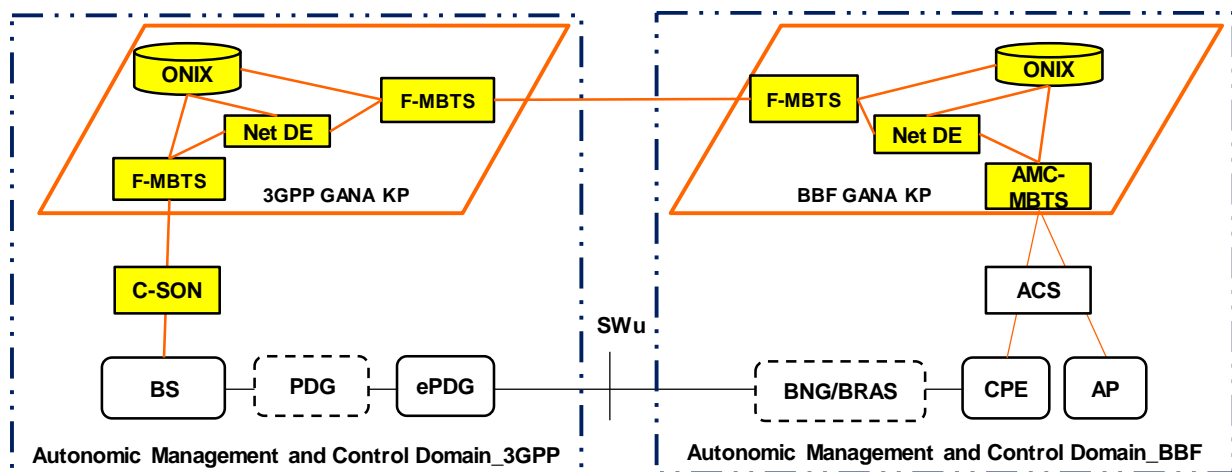 ONIX
F-MBTS
Net DE
F-MBTS
3GPP GANA KP
C-SON
BS
PDG
ePDG
Autonomic Management and Control Domain_3GPP
SWu
ONIX
F-MBTS
Net DE
AMC-
MBTS
BBF GANA KP
ACS
BNG/BRAS
CPE
AP
Autonomic Management and Control Domain_BBF